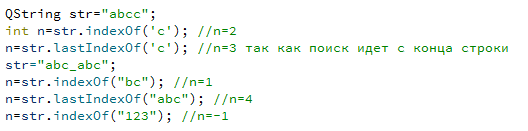 QString str="abcc";
int n=str.indexOf('c'); //n=2
n=str.lastIndexOf('c'); //n=3 так как поиск идет с конца строки
str="abc_abc";
n=str.indexOf("bc"); //n=1
n=str.lastIndexOf("abc"); //n=4
n=str.indexOf("123"); //n=-1